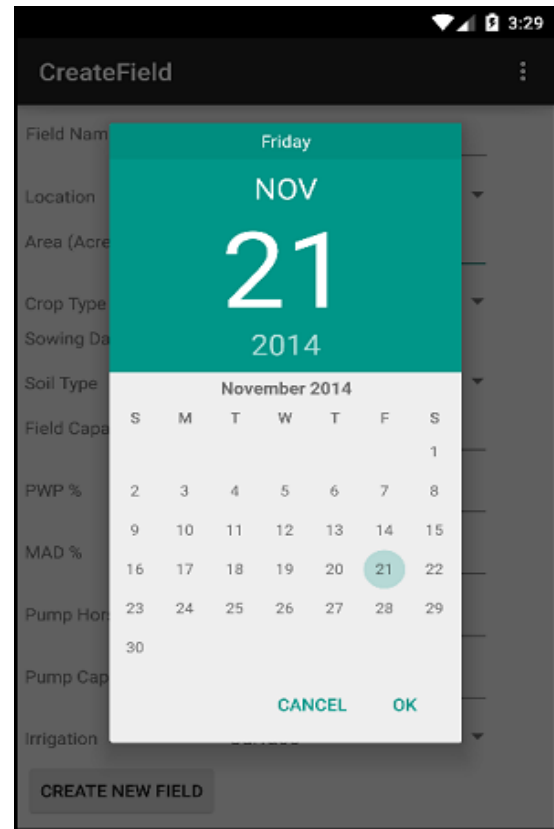 3:29
CreateField
Field Nam
Friday
NOV
Location
21
Area (Acre
Crop Type
2014
Sowing Da
Soil Type
November 2014
S M T W T F S
Field Capa
1
PWP %
2 3 4 5 6 7 8
9 10 11 12 13 14 15
MAD %
16 17 18 19 20 21 22
Pump Hor
23 24 25 26 27 28 29
30
Pump Cap
CANCEL OK
Irrigation
CREATE NEW FIELD